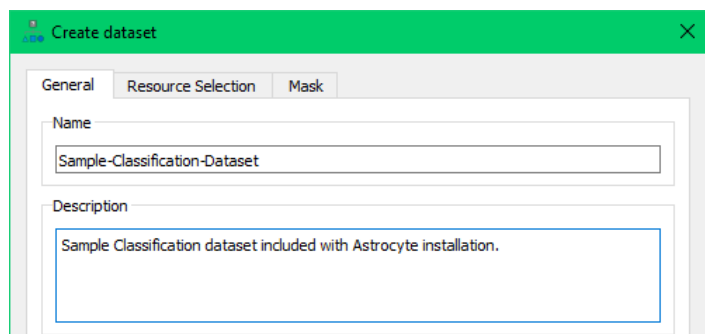 Create dataset
General Resource Selection Mask
Name
Sample-Classification-Dataset
Description
Sample Classification dataset included with Astrocyte installation.